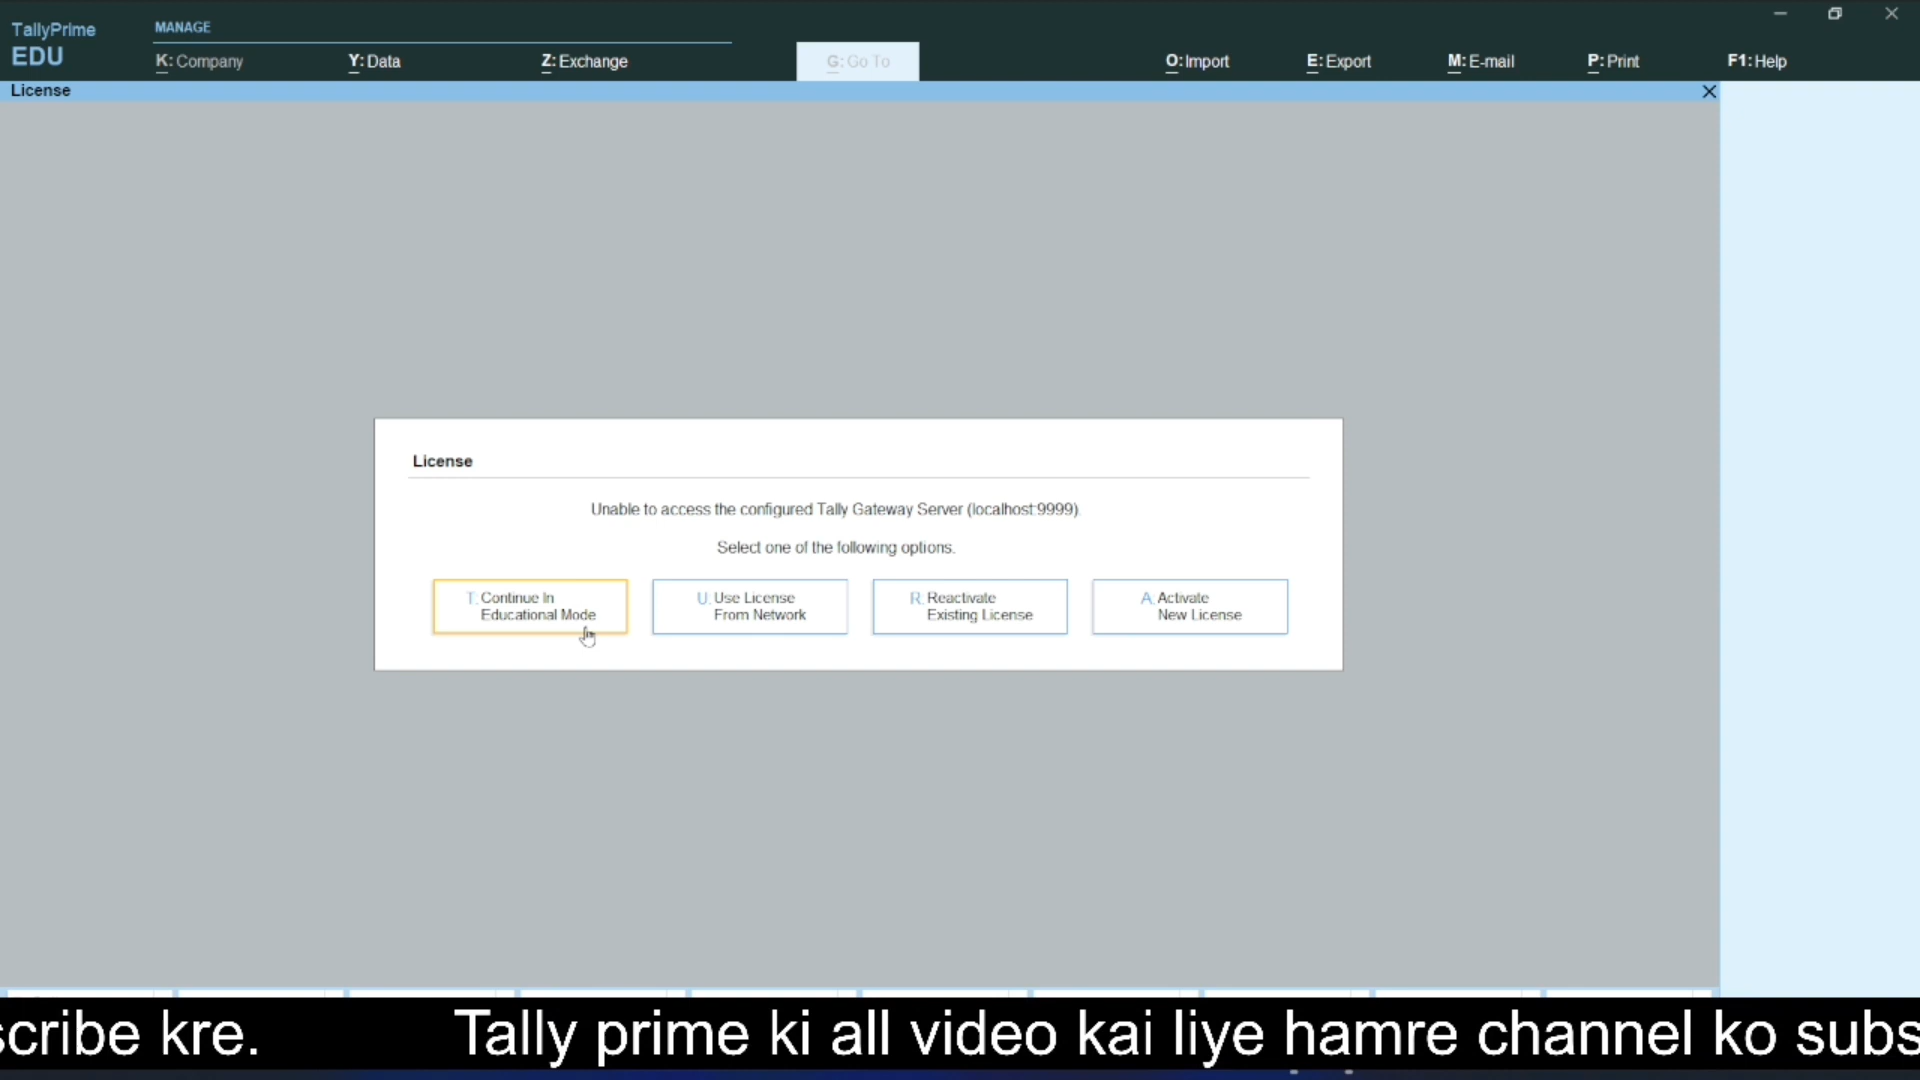 TallyPrime
EDU
MANAGE
K: Company
Y: Data
Z: Exchange
G: Go To
O: Import
E: Export
M: E-mail
P: Print
F1: Help
License
License
Unable to access the configured Tally Gateway Server (localhost:9999).
Select one of the following options.
T: Continue In
Educational Mode
U: Use License
From Network
R: Reactivate
Existing License
A: Activate
New License
scribe kre. Tally prime ki all video kai liye hamre channel ko subs